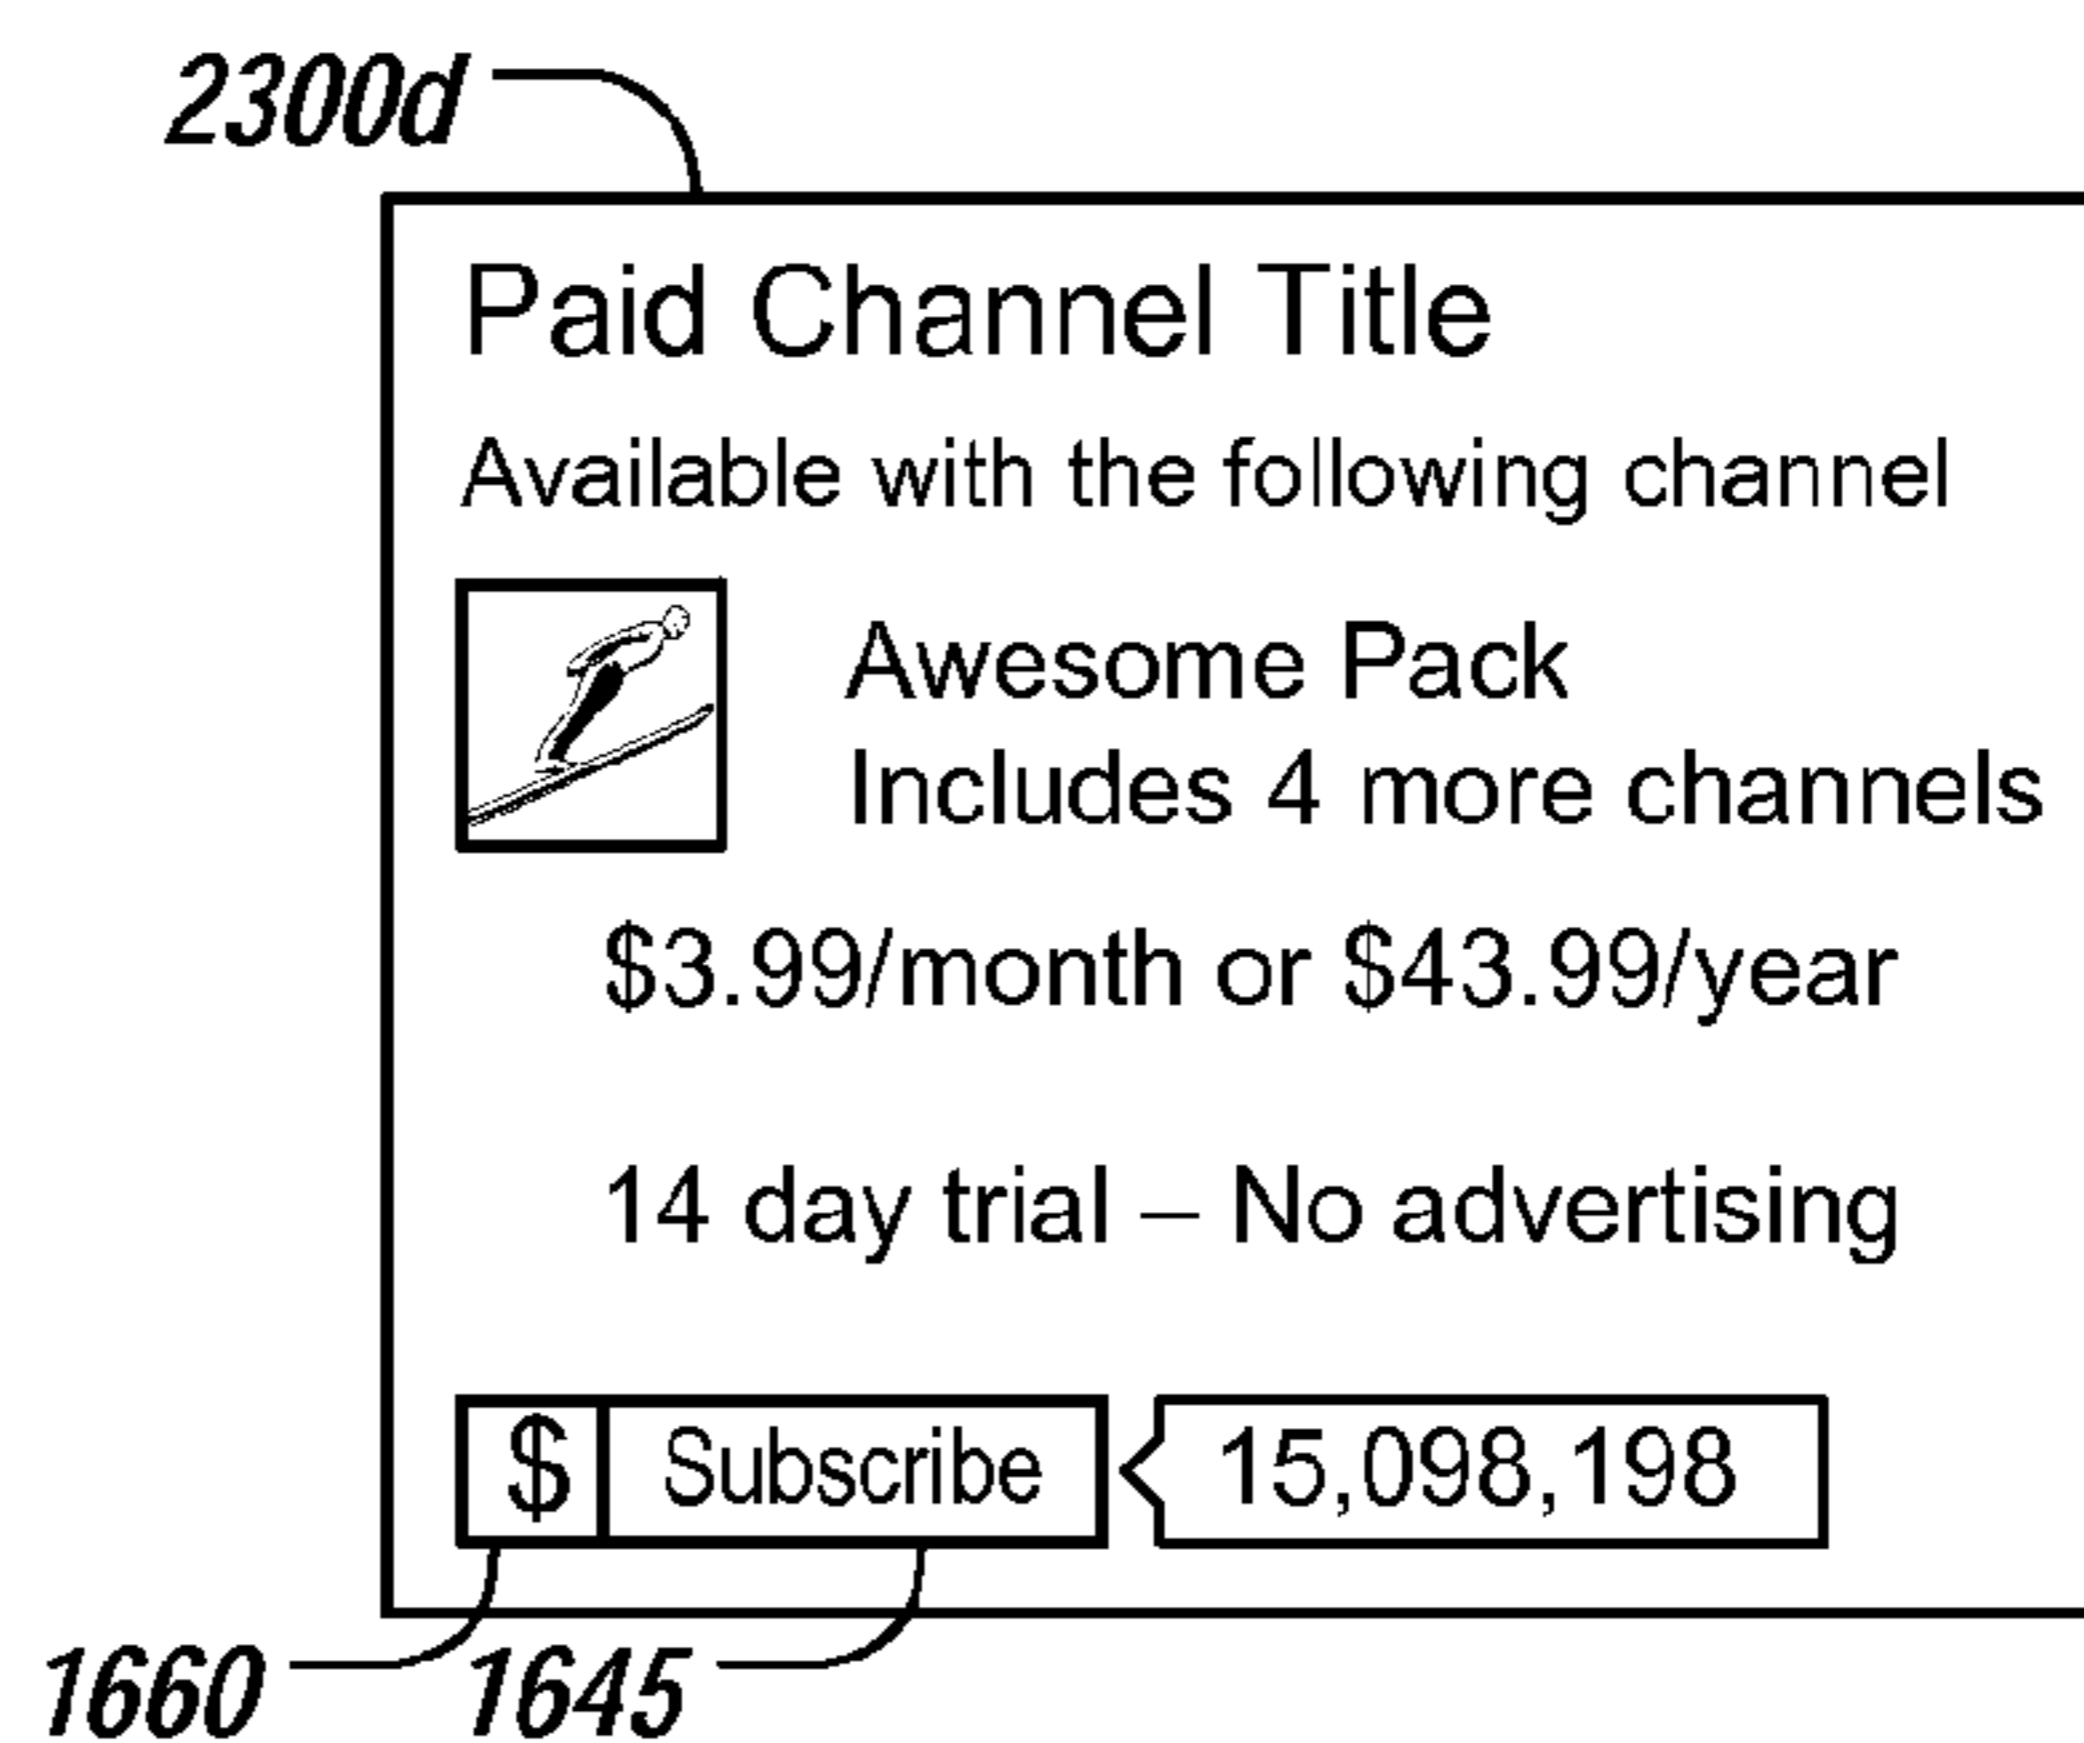 2300d
Paid Channel Title
Available with the following channel
Awesome Pack
Includes 4 more channels
$3.99/month or $43.99/year
14 day trial – No advertising
$ Subscribe 15,098,198
1660 1645